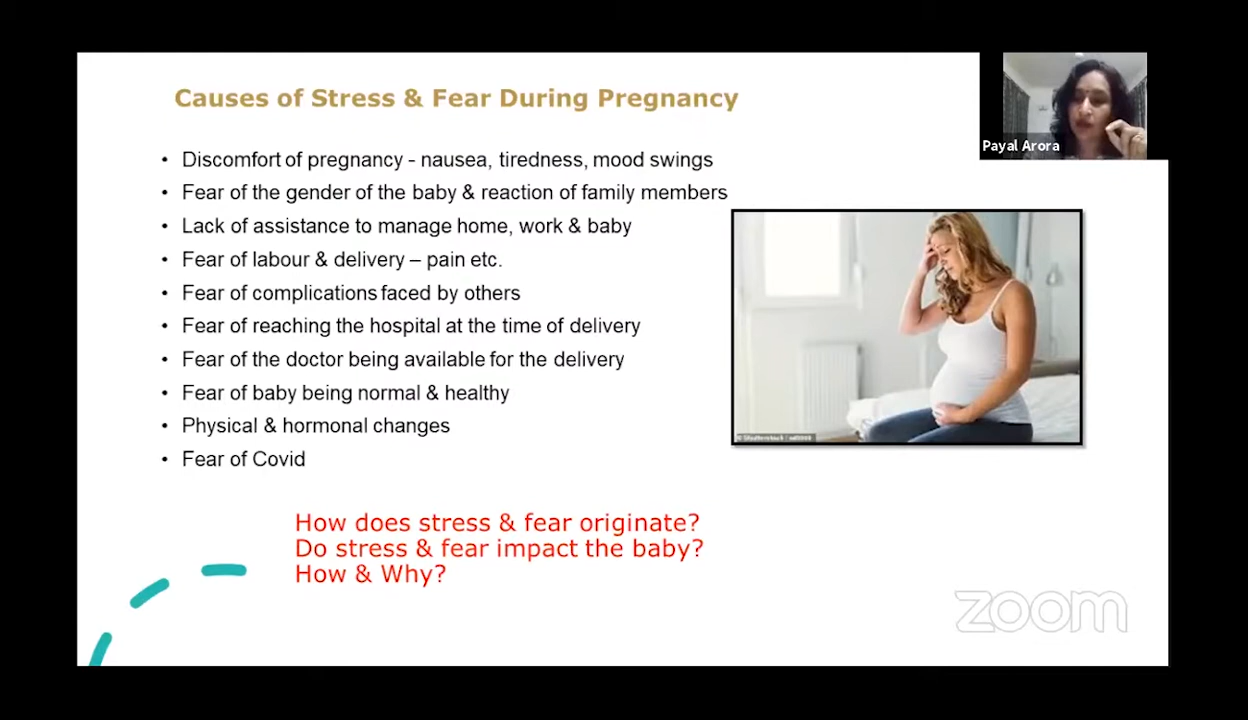 Causes of Stress & Fear During Pregnancy
Payal Arora
• Discomfort of pregnancy - nausea, tiredness, mood swings
• Fear of the gender of the baby & reaction of family members
• Lack of assistance to manage home, work & baby
• Fear of labour & delivery – pain etc.
• Fear of complications faced by others
• Fear of reaching the hospital at the time of delivery
• Fear of the doctor being available for the delivery
• Fear of baby being normal & healthy
• Physical & hormonal changes
• Fear of Covid
How does stress & fear originate?
Do stress & fear impact the baby?
How & Why?
zoom